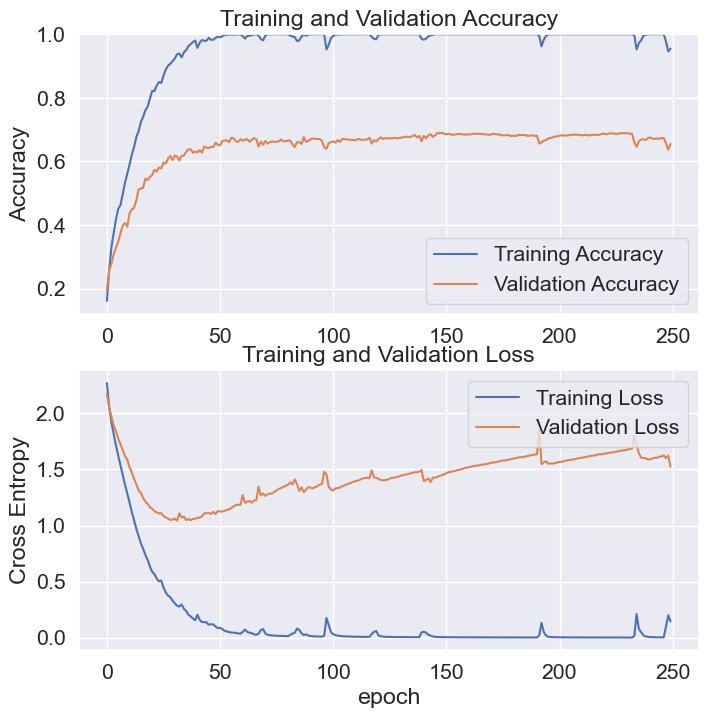 Training and Validation Accuracy
1.0
0.8
0.6
0.4
0.2
Accuracy
Training Accuracy
Validation Accuracy
0 50 100 150 200 250
Training and Validation Loss
2.0
1.5
1.0
0.5
0.0
Cross Entropy
Training Loss
Validation Loss
0 50 100 150 200 250
epoch